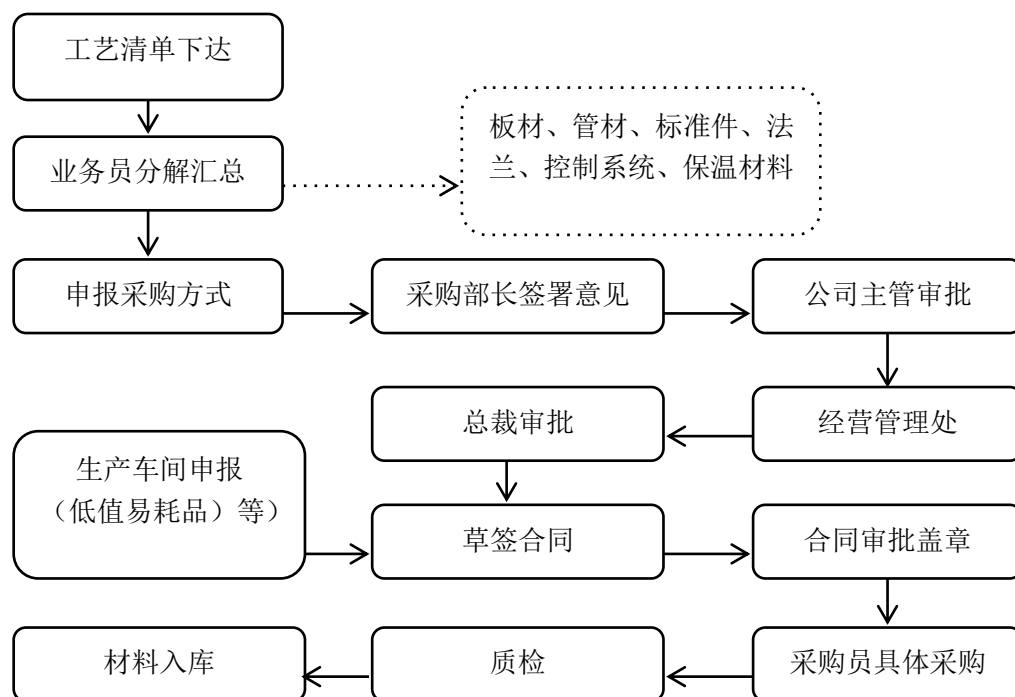 工艺清单下达
板材、管材、标准件、法
兰、控制系统、保温材料
业务员分解汇总
申报采购方式
采购部长签署意见
公司主管审批
总裁审批
经营管理处
生产车间申报
（低值易耗品）等）
草签合同
合同审批盖章
材料入库
质检
采购员具体采购